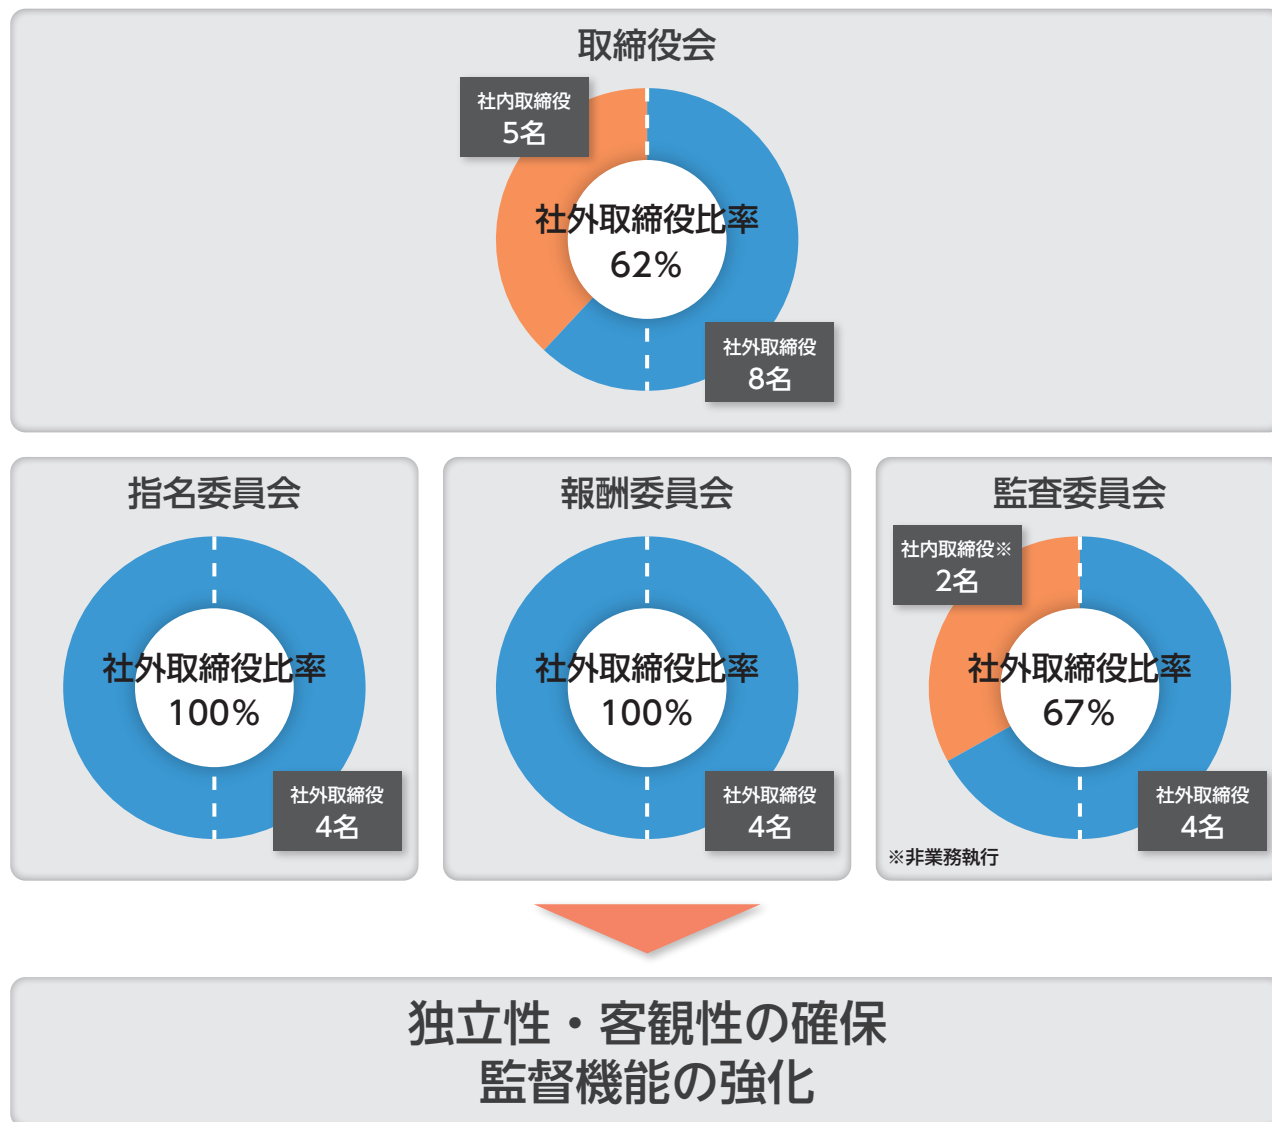 取締役会
社内取締役
5名
社外取締役比率
62%
社外取締役
8名
指名委員会
社外取締役比率
100%
社外取締役
4名
報酬委員会
社外取締役比率
100%
社外取締役
4名
監査委員会
社内取締役※
2名
社外取締役比率
67%
社外取締役
4名
※非業務執行
独立性・客観性の確保
監督機能の強化